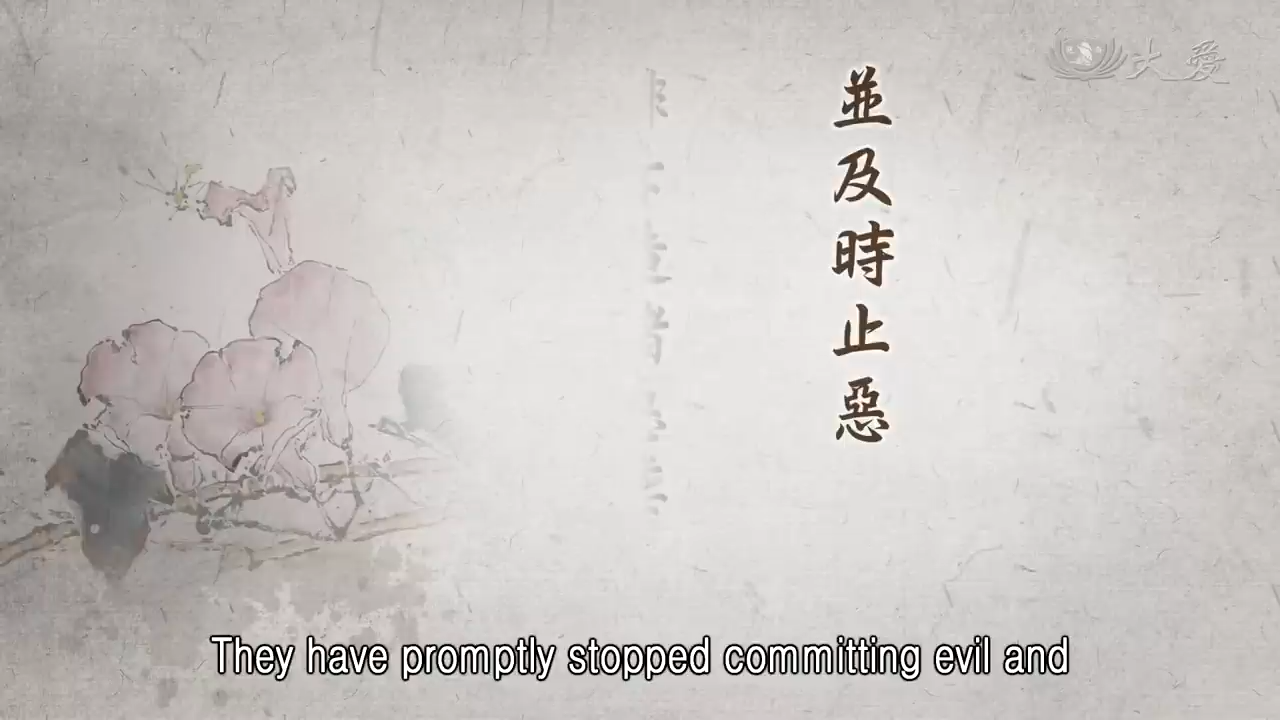 大愛
並及時止惡
They have promptly stopped committing evil and